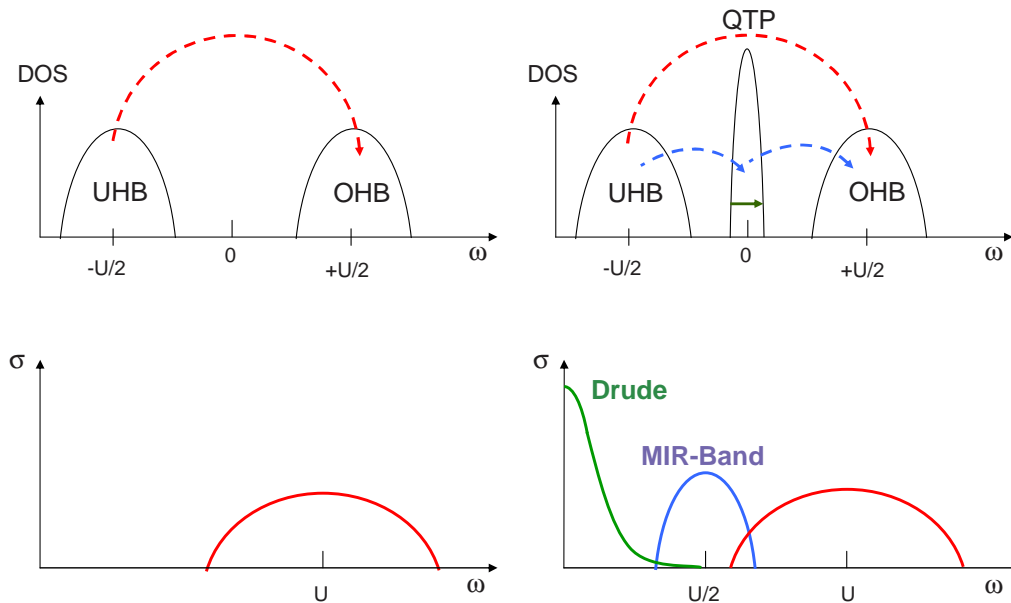 DOS
UHB
OHB
-U/2
0
+U/2
ω
QTP
DOS
UHB
OHB
-U/2
0
+U/2
ω
σ
U
ω
σ
Drude
MIR-Band
U/2
U
ω